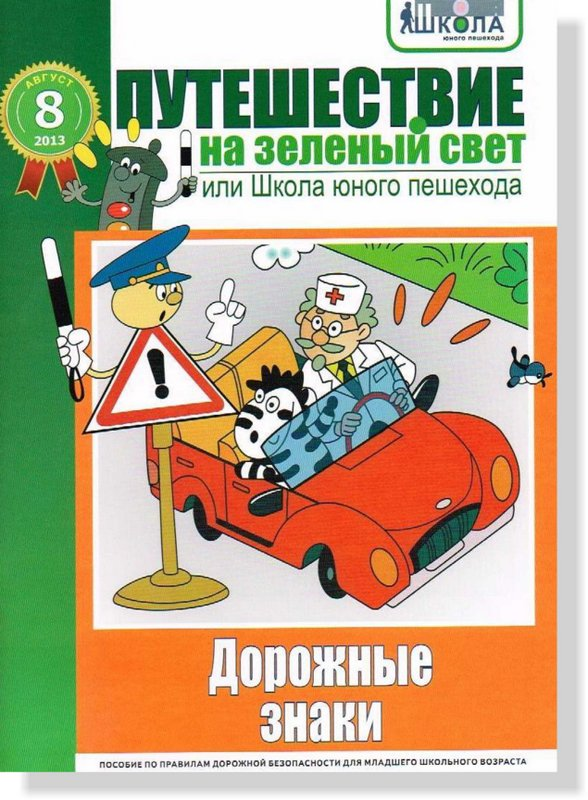 ШКОЛА
юного пешехода
АВГУСТ
8
2013
ПУТЕШЕСТВИЕ
на зеленый свет
или Школа юного пешехода
!
Дорожные
знаки
ПОСОБИЕ ПО ПРАВИЛАМ ДОРОЖНОЙ БЕЗОПАСНОСТИ ДЛЯ МЛАДШЕГО ШКОЛЬНОГО ВОЗРАСТА